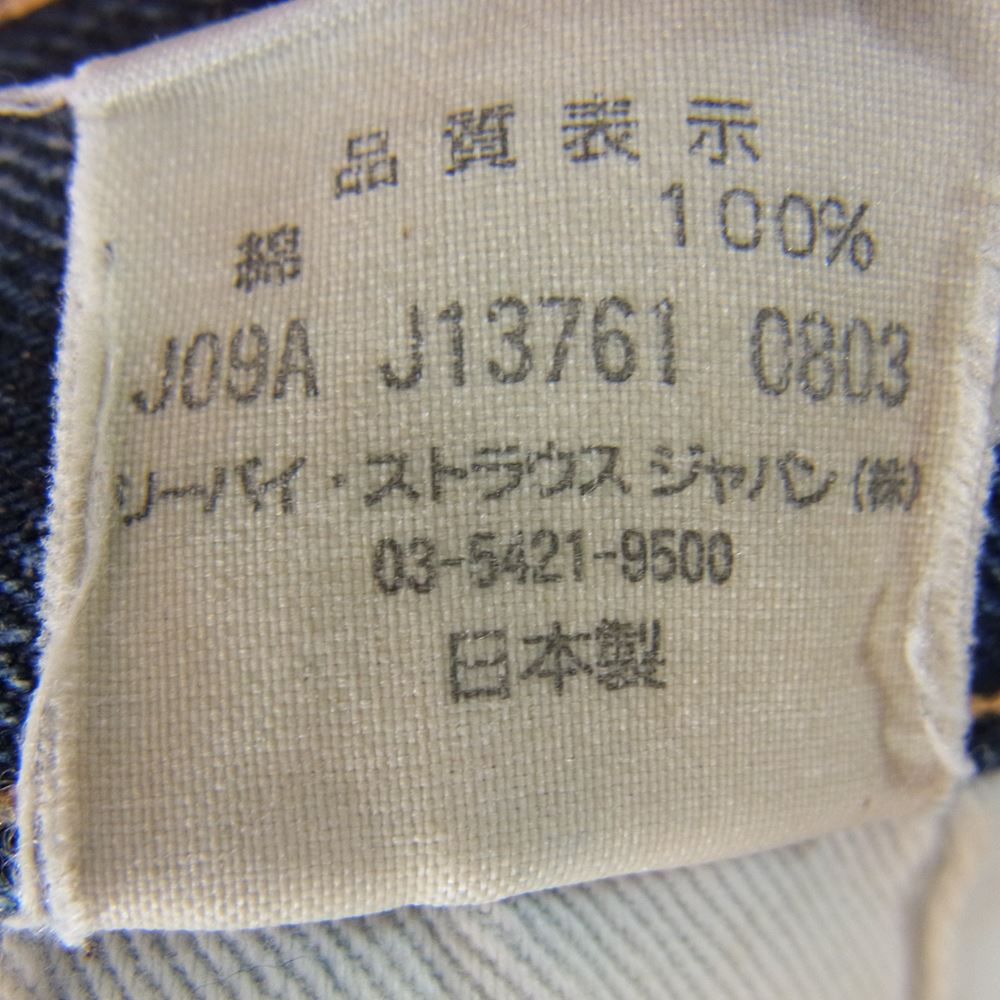 品質表示
綿 100%
J09A J13761 0803
リーバイ・ストラウス ジャパン(株)
03-5421-9500
日本製